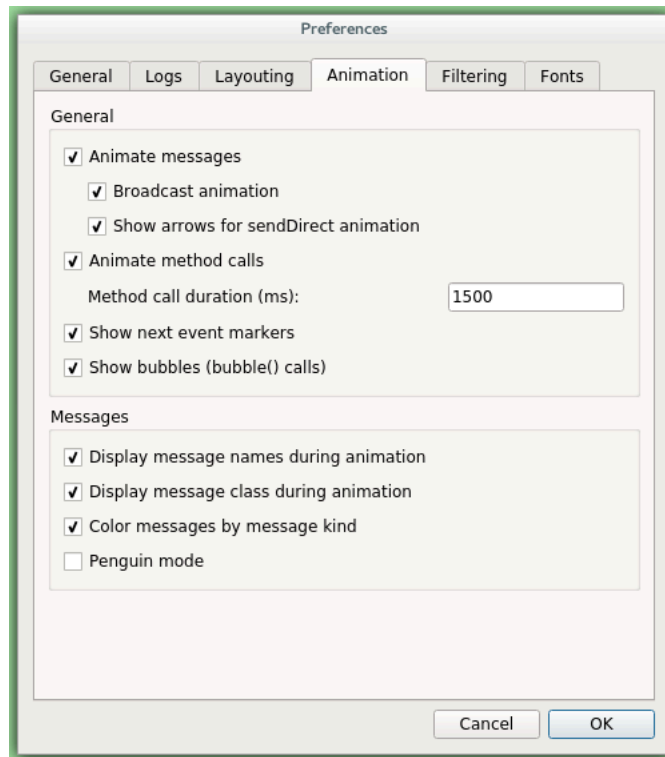 Preferences
General Logs Layouting Animation Filtering Fonts
General
Animate messages
Broadcast animation
Show arrows for sendDirect animation
Animate method calls
Method call duration (ms): 1500
Show next event markers
Show bubbles (bubble() calls)
Messages
Display message names during animation
Display message class during animation
Color messages by message kind
Penguin mode
Cancel OK